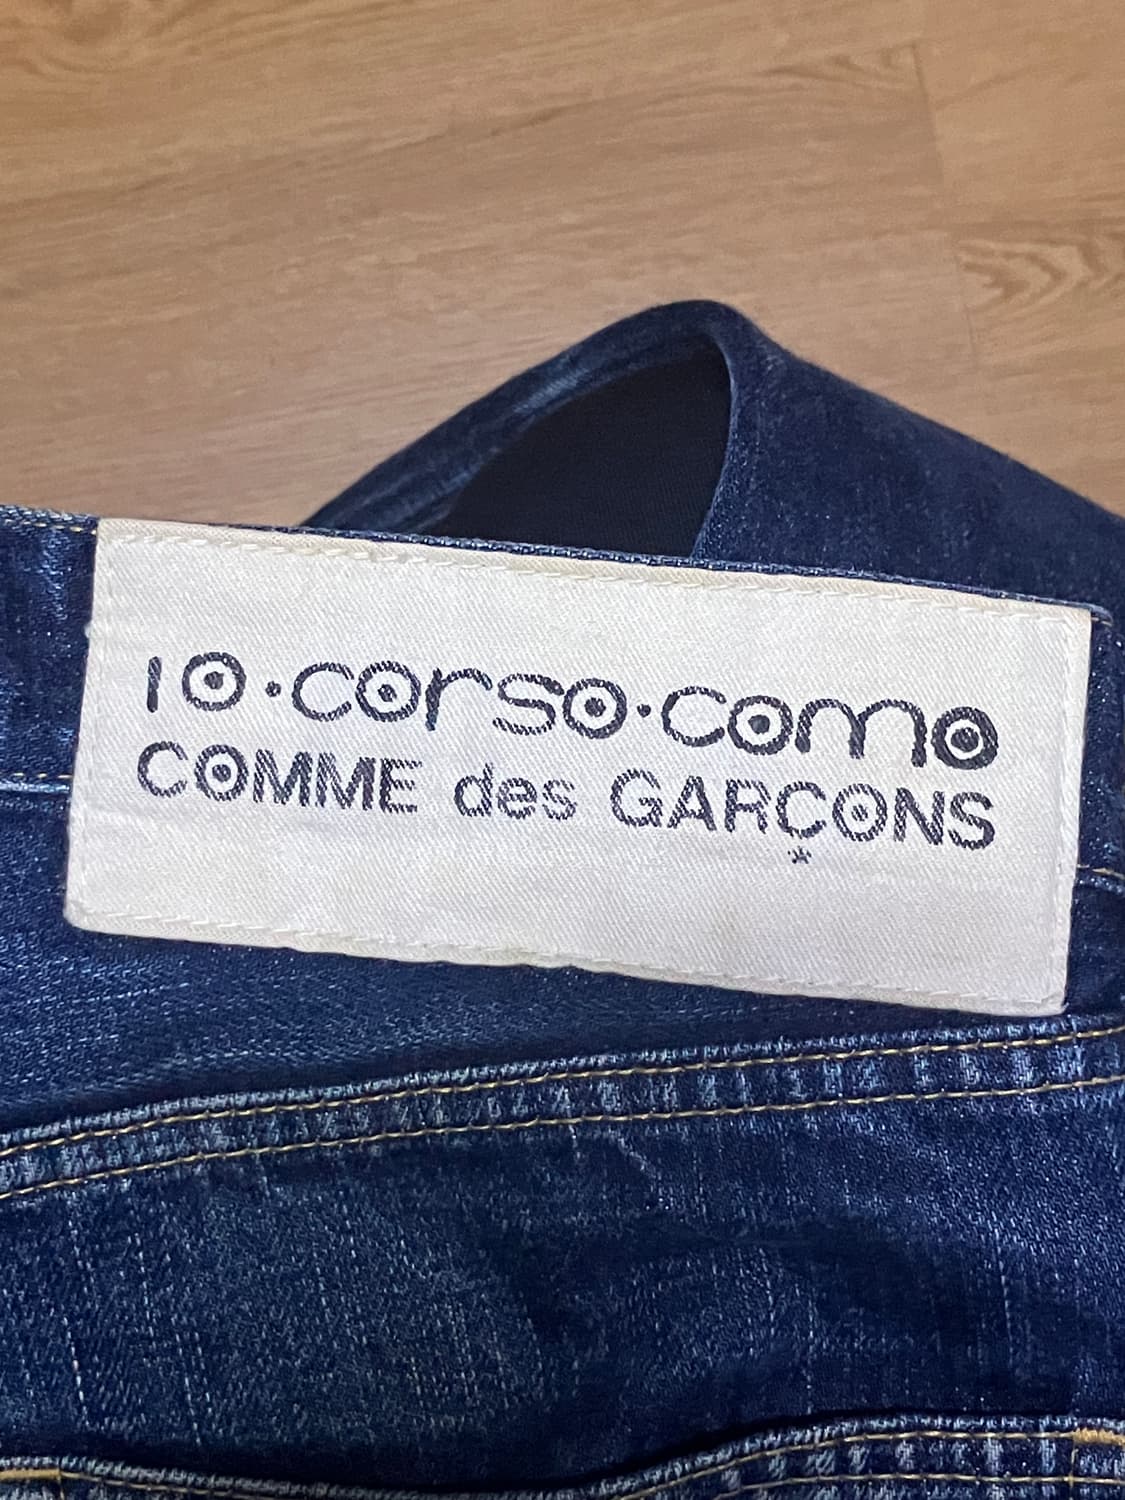 10·corso·como
COMME des GARÇONS
*